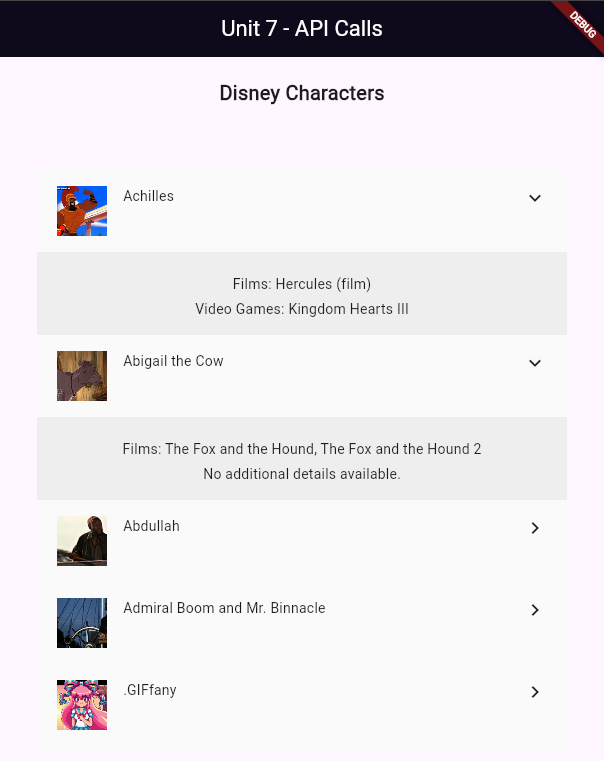 Unit 7 - API Calls
DEBUG
Disney Characters
Achilles
Films: Hercules (film)
Video Games: Kingdom Hearts III
Abigail the Cow
Films: The Fox and the Hound, The Fox and the Hound 2
No additional details available.
Abdullah
Admiral Boom and Mr. Binnacle
.GIFfany